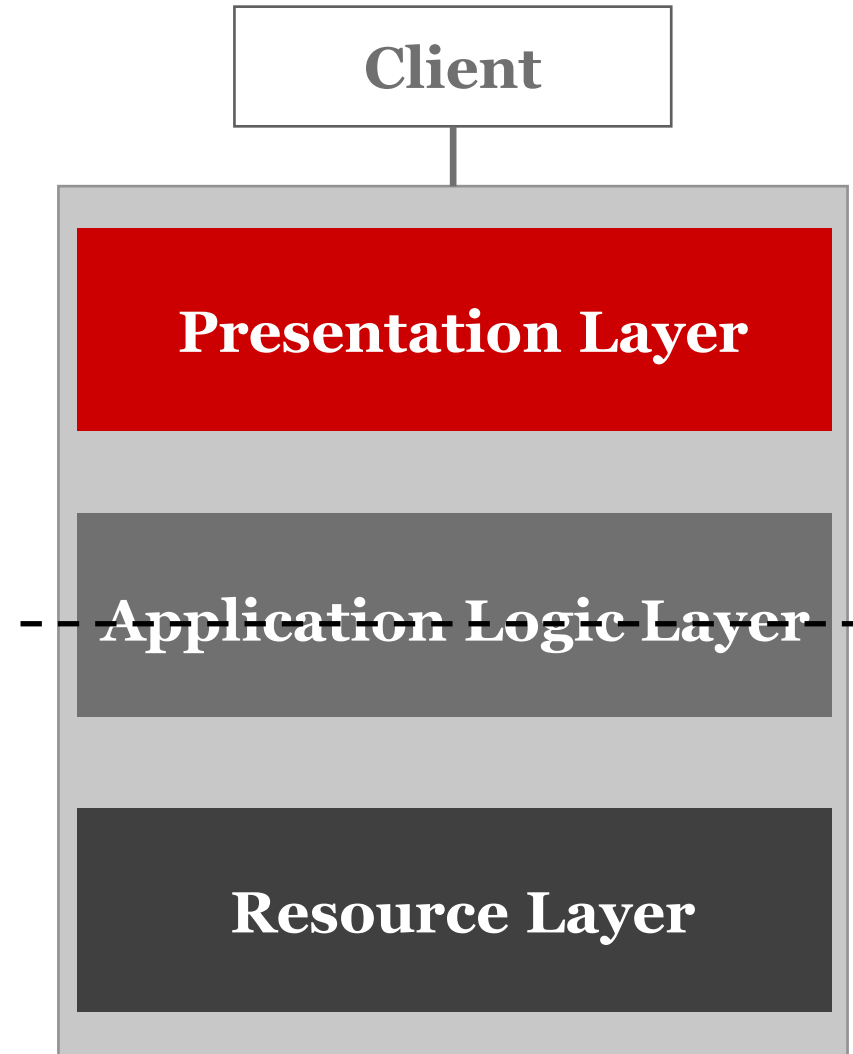 Client
Presentation Layer
Application Logic Layer
Resource Layer